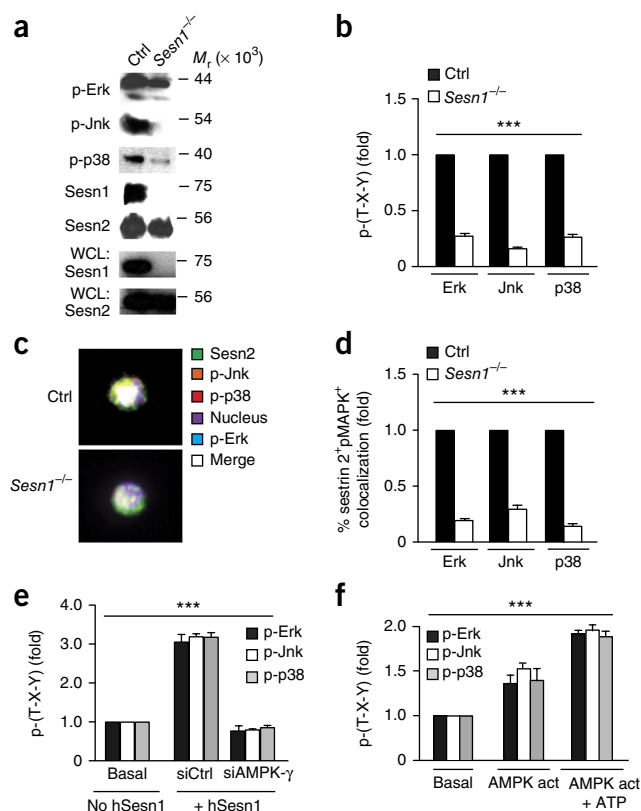 a
Ctrl
Sesn1–/–
Mr (× 10³)
p-Erk
44
p-Jnk
54
p-p38
40
Sesn1
75
Sesn2
56
WCL:
Sesn1
75
WCL:
Sesn2
56
b
Ctrl
Sesn1–/–
p-(T-X-Y) (fold)
1.5
***
1.0
0.5
0
Erk Jnk p38
c
Ctrl
Sesn1–/–
Sesn2
p-Jnk
p-p38
Nucleus
p-Erk
Merge
d
Ctrl
Sesn1–/–
% sestrin 2+pMAPK+
colocalization (fold)
1.5
***
1.0
0.5
0
Erk Jnk p38
e
p-(T-X-Y) (fold)
4.0
***
3.0
2.0
1.0
0
p-Erk
p-Jnk
p-p38
Basal siCtrl siAMPK-γ
No hSesn1 + hSesn1
f
p-(T-X-Y) (fold)
2.0
***
1.5
1.0
0
p-Erk
p-Jnk
p-p38
Basal AMPK act AMPK act
+ ATP